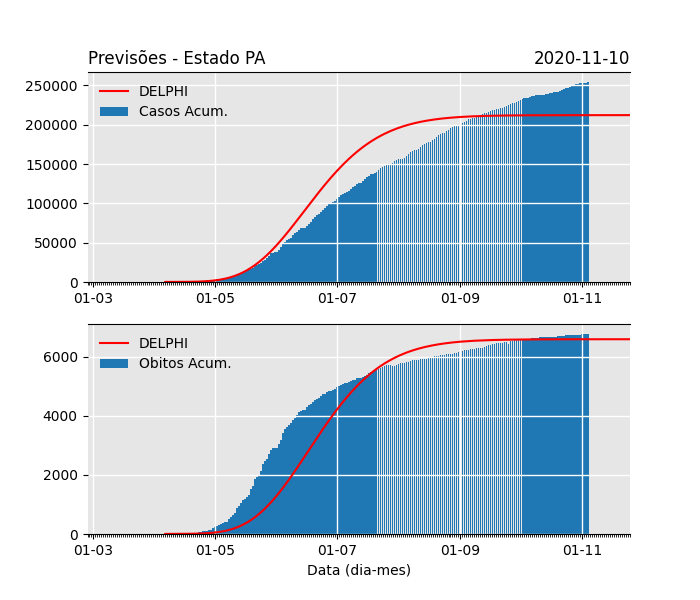 Previsões - Estado PA 2020-11-10
DELPHI
Casos Acum.
250000
200000
150000
100000
50000
0
01-03 01-05 01-07 01-09 01-11
DELPHI
Obitos Acum.
6000
4000
2000
0
01-03 01-05 01-07 01-09 01-11
Data (dia-mes)